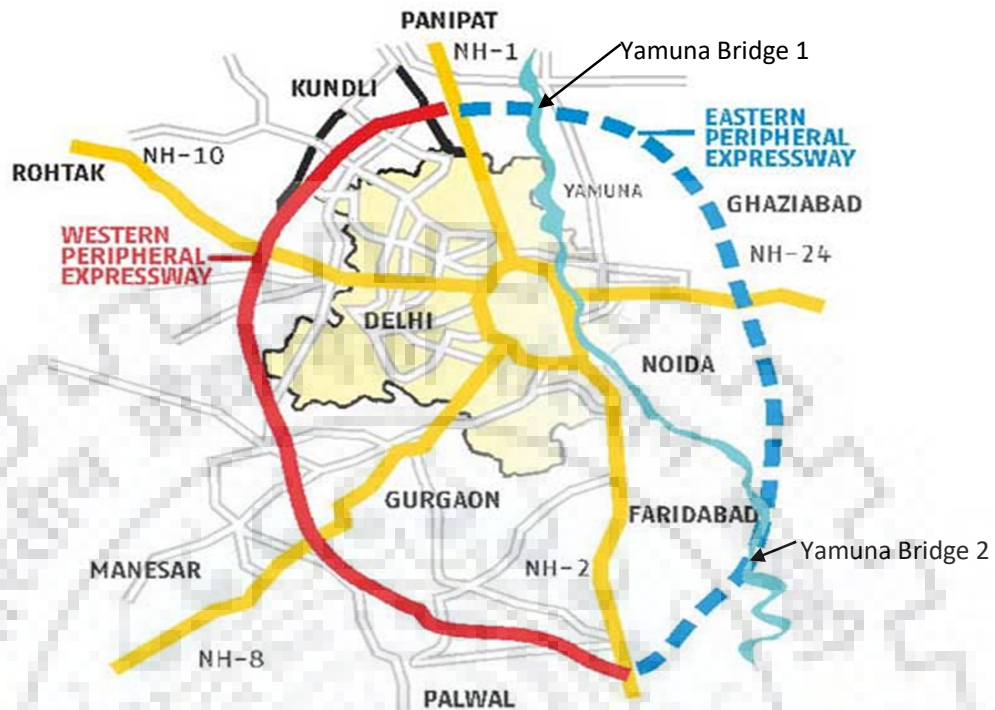 PANIPAT
NH-1
Yamuna Bridge 1
KUNDLI
EASTERN
PERIPHERAL
EXPRESSWAY
NH-10
ROHTAK
YAMUNA
GHAZIABAD
WESTERN
PERIPHERAL
EXPRESSWAY
NH-24
DELHI
NOIDA
GURGAON
FARIDABAD
Yamuna Bridge 2
MANESAR
NH-2
NH-8
PALWAL